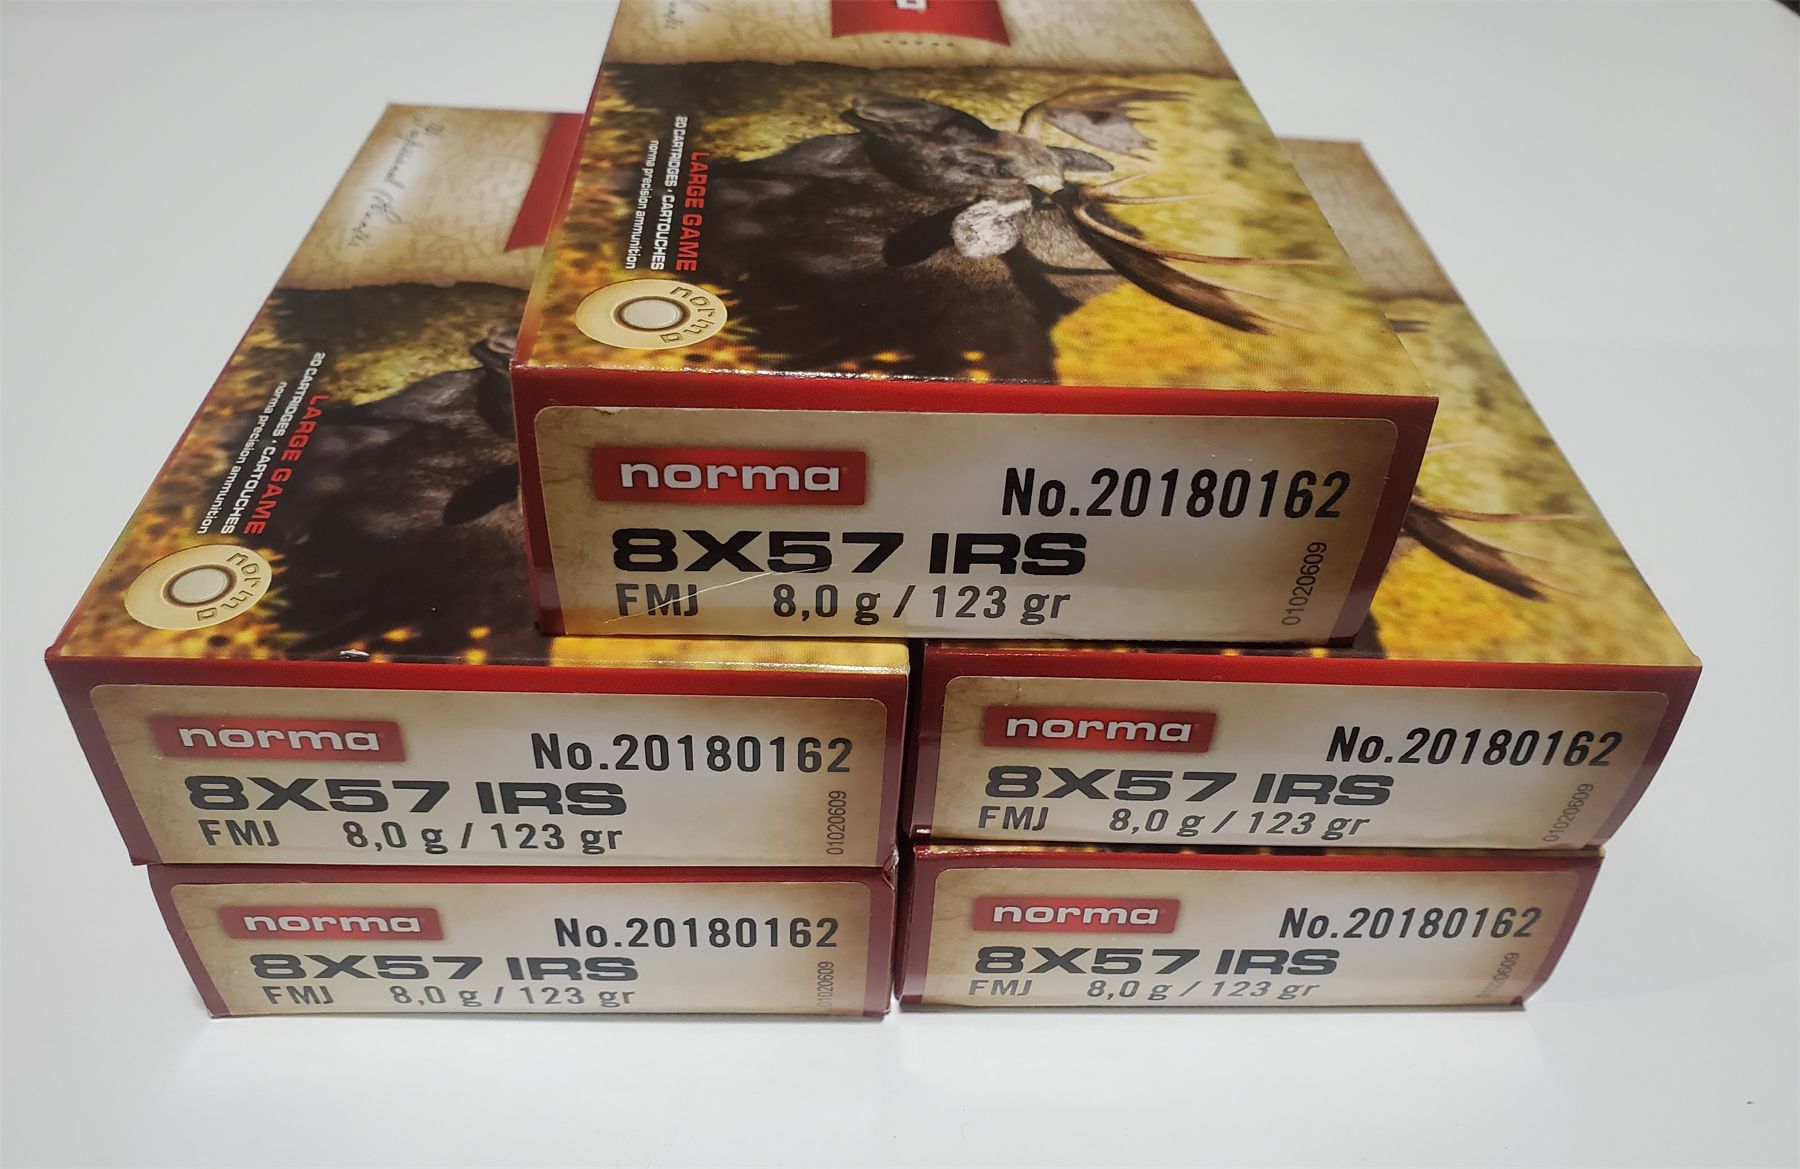 LARGE GAME
20 CARTRIDGES • CARTOUCHES
norma precision ammunition
norma
norma
No.20180162
8X57 IRS
FMJ 8,0 g / 123 gr
01020609
Professional Hunter
LARGE GAME
20 CARTRIDGES • CARTOUCHES
norma precision ammunition
norma
norma
No.20180162
8X57 IRS
FMJ 8,0 g / 123 gr
01020609
norma
No.20180162
8X57 IRS
FMJ 8,0 g / 123 gr
01020609
norma
No.20180162
8X57 IRS
FMJ 8,0 g / 123 gr
01020609
norma
No.20180162
8X57 IRS
FMJ 8,0 g / 123 gr